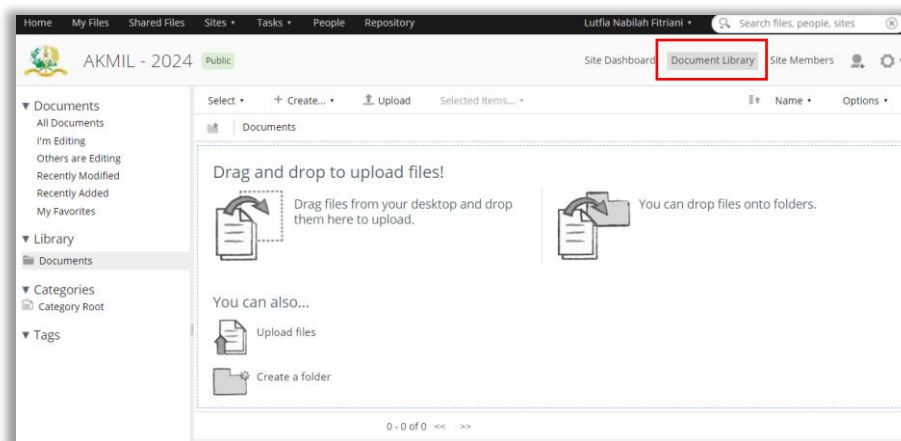 Home My Files Shared Files Sites Tasks People Repository Lutfia Nabilah Fitriani Search files, people, sites
AKMIL - 2024 Public Site Dashboard Document Library Site Members
Documents
All Documents
I'm Editing
Others are Editing
Recently Modified
Recently Added
My Favorites
Library
Documents
Categories
Category Root
Tags
Select + Create... Upload Selected Items... Name Options
Documents
Drag and drop to upload files!
Drag files from your desktop and drop
them here to upload.
You can drop files onto folders.
You can also...
Upload files
Create a folder
0 - 0 of 0 << >>